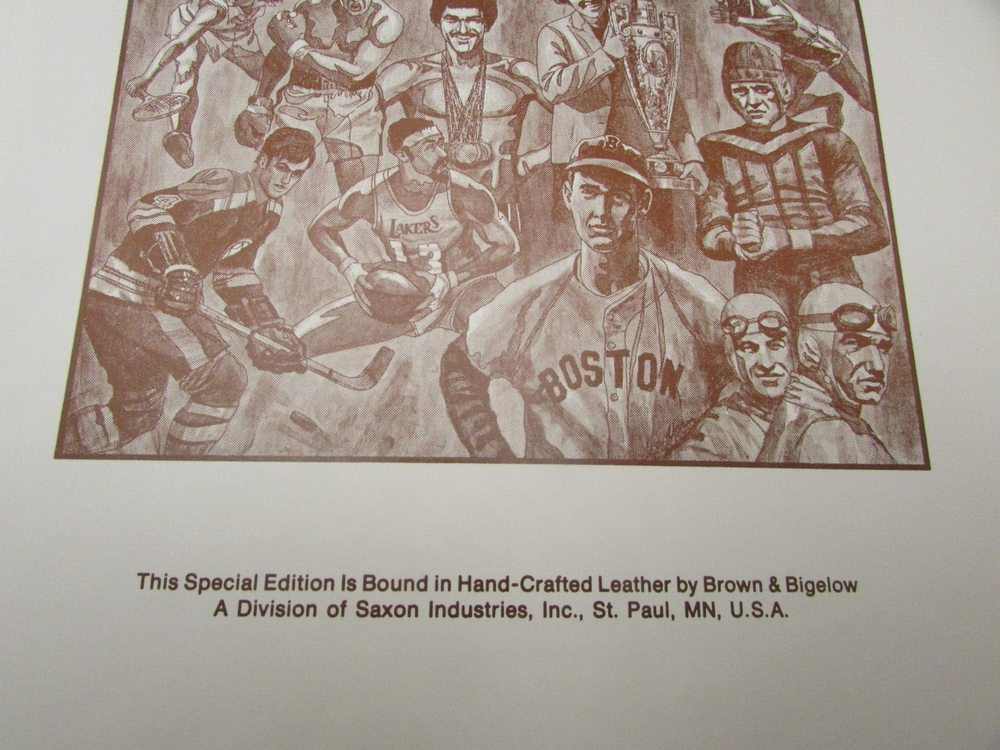 B
LAKERS
13
BOSTON
This Special Edition Is Bound in Hand-Crafted Leather by Brown & Bigelow
A Division of Saxon Industries, Inc., St. Paul, MN, U.S.A.